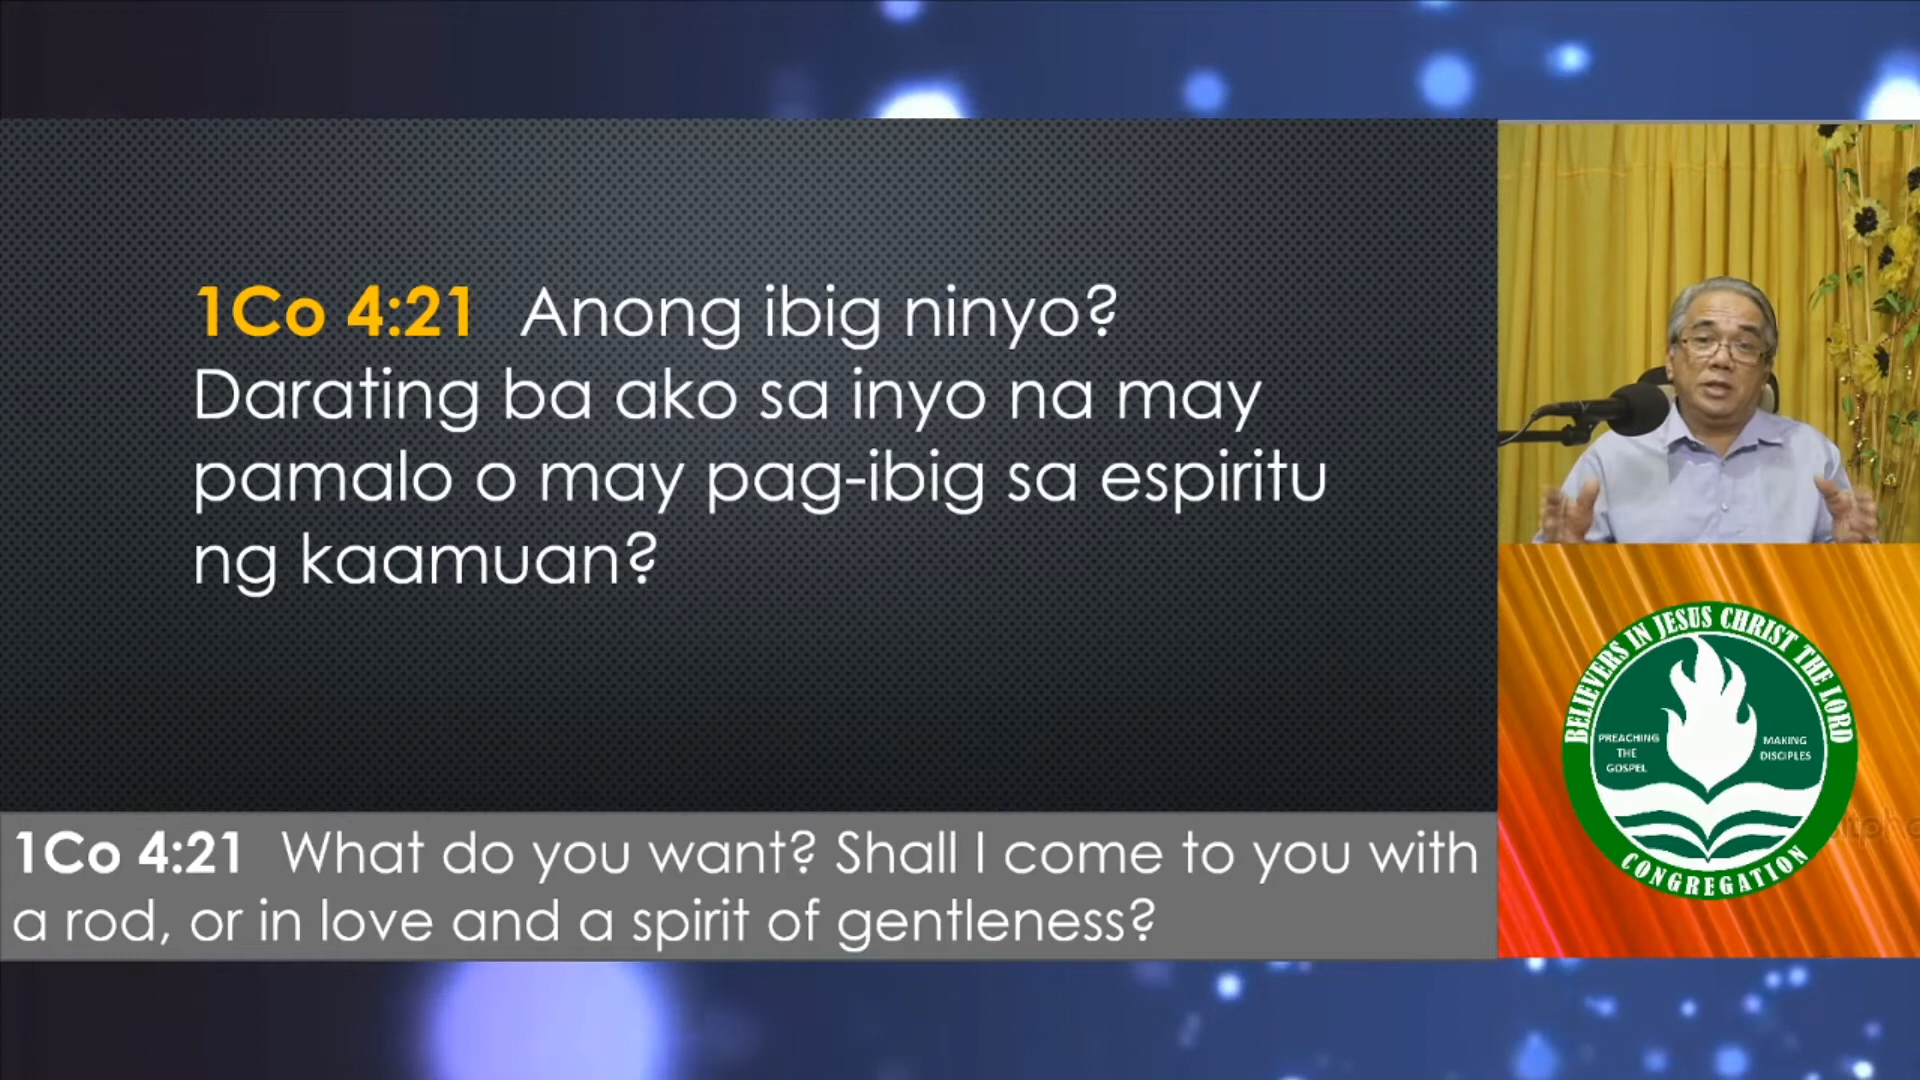 1Co 4:21 Anong ibig ninyo?
Darating ba ako sa inyo na may
pamalo o may pag-ibig sa espiritu
ng kaamuan?
1Co 4:21 What do you want? Shall I come to you with
a rod, or in love and a spirit of gentleness?
BELIEVERS IN JESUS CHRIST THE LORD
PREACHING
THE
GOSPEL
MAKING
DISCIPLES
CONGREGATION